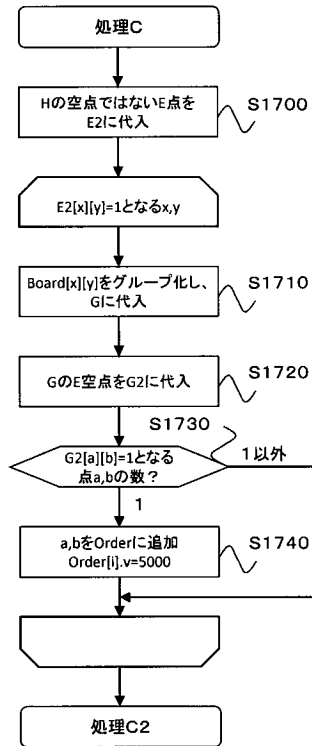 処理C
Hの空点ではないE点を
E2に代入
S1700
E2[x][y]=1となるx,y
Board[x][y]をグループ化し、
Gに代入
S1710
GのE空点をG2に代入
S1720
S1730
G2[a][b]=1となる
点a,bの数?
1以外
1
a,bをOrderに追加
Order[i].v=5000
S1740
処理C2